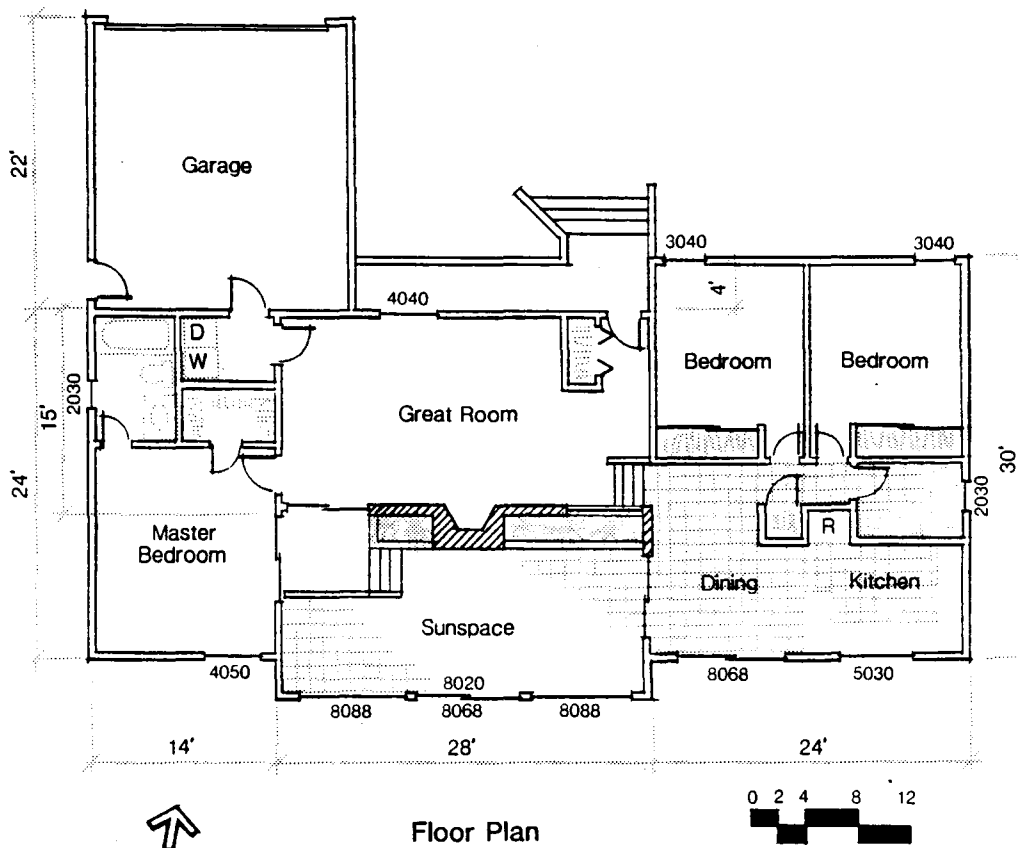 Garage
22'
3040
3040
4'
4040
D
W
Bedroom
Bedroom
2030
15'
Great Room
30'
24'
2030
R
Master
Bedroom
Dining
Kitchen
Sunspace
4050
8020
8068
5030
8088
8068
8088
14'
28'
24'
0 2 4 8 12
Floor Plan